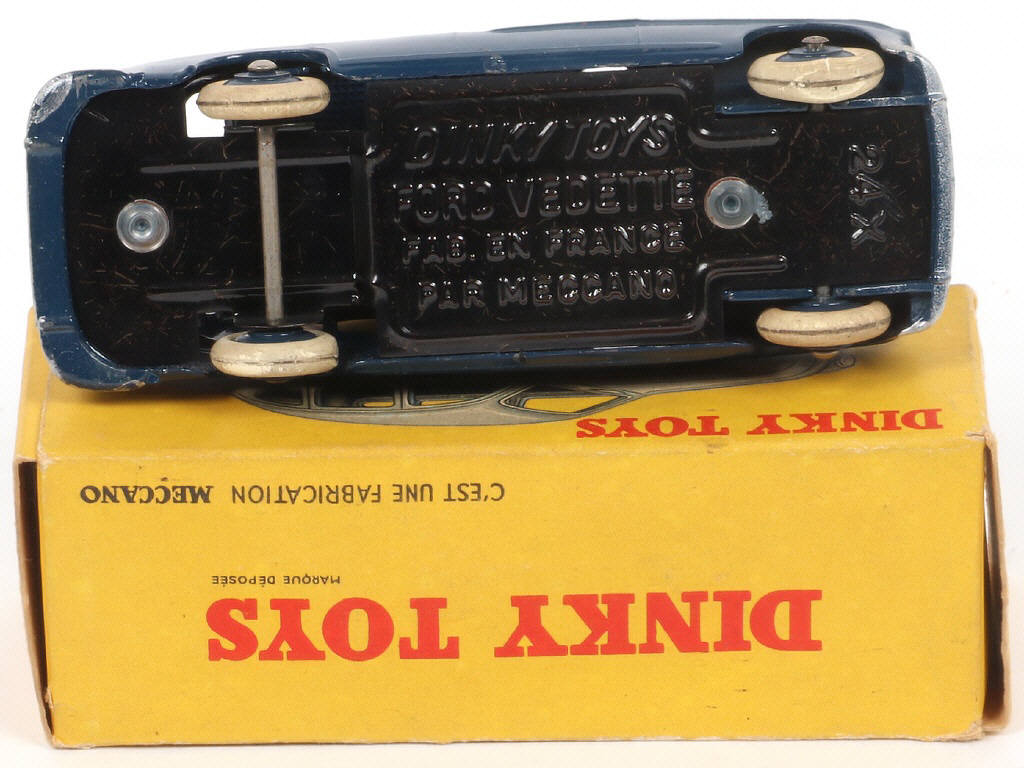 DINKY TOYS
FORD VEDETTE
FAB. EN FRANCE
PAR MECCANO
24X
DINKY TOYS
C'EST UNE FABRICATION MECCANO
MARQUE DÉPOSÉE
DINKY TOYS